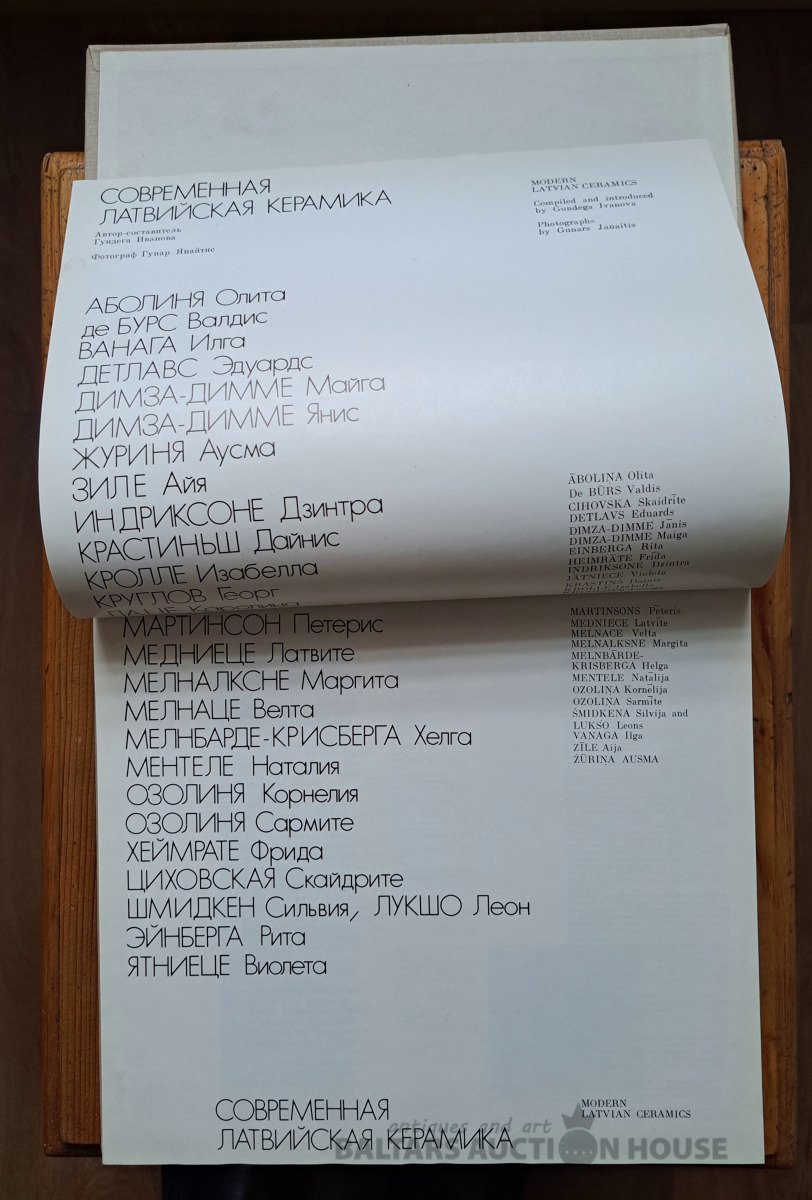 СОВРЕМЕННАЯ
ЛАТВИЙСКАЯ КЕРАМИКА
Автор-составитель
Гундега Иванова
Фотограф Гунар Янайтис
MODERN
LATVIAN CERAMICS
Compiled and introduced
by Gundega Ivanova
Photographs
by Gunars Janaitis
АБОЛИНЯ Олита
де БУРС Валдис
ВАНАГА Илга
ДЕТЛАВС Эдуардс
ДИМЗА-ДИММЕ Майга
ДИМЗА-ДИММЕ Янис
ЖУРИНЯ Аусма
ЗИЛЕ Айя
ИНДРИКСОНЕ Дзинтра
КРАСТИНЬШ Дайнис
КРОЛЛЕ Изабелла
КРУГЛОВ Георг
ĀBOLIŅA Olita
De BŪRS Valdis
CIHOVSKA Skaidrīte
DETLAVS Eduards
DIMZA-DIMME Jānis
DIMZA-DIMME Maiga
EINBERGA Rita
HEIMRĀTE Frīda
INDRIKSONE Dzintra
JĀTNIECE Violeta
KRASTIŅŠ Dainis
МАРТИНСОН Петерис
МЕДНИЕЦЕ Латвите
МЕЛНАЛКСНЕ Маргита
МЕЛНАЦЕ Велта
МЕЛНБАРДЕ-КРИСБЕРГА Хелга
МЕНТЕЛЕ Наталия
ОЗОЛИНЯ Корнелия
ОЗОЛИНЯ Сармите
ХЕЙМРАТЕ Фрида
ЦИХОВСКАЯ Скайдрите
ШМИДКЕН Сильвия, ЛУКШО Леон
ЭЙНБЕРГА Рита
ЯТНИЕЦЕ Виолета
MARTINSONS Pēteris
MEDNIECE Latvīte
MELNACE Velta
MELNALKSNE Margita
MELNBĀRDE-
KRISBERGA Helga
MENTELE Natālija
OZOLIŅA Kornēlija
OZOLIŅA Sarmīte
ŠMIDKENA Silvija and
LUKŠO Leons
VANAGA Ilga
ZĪLE Aija
ŽŪRIŅA AUSMA
СОВРЕМЕННАЯ
ЛАТВИЙСКАЯ КЕРАМИКА
MODERN
LATVIAN CERAMICS
antiques and art
BALTARS AUCTION HOUSE